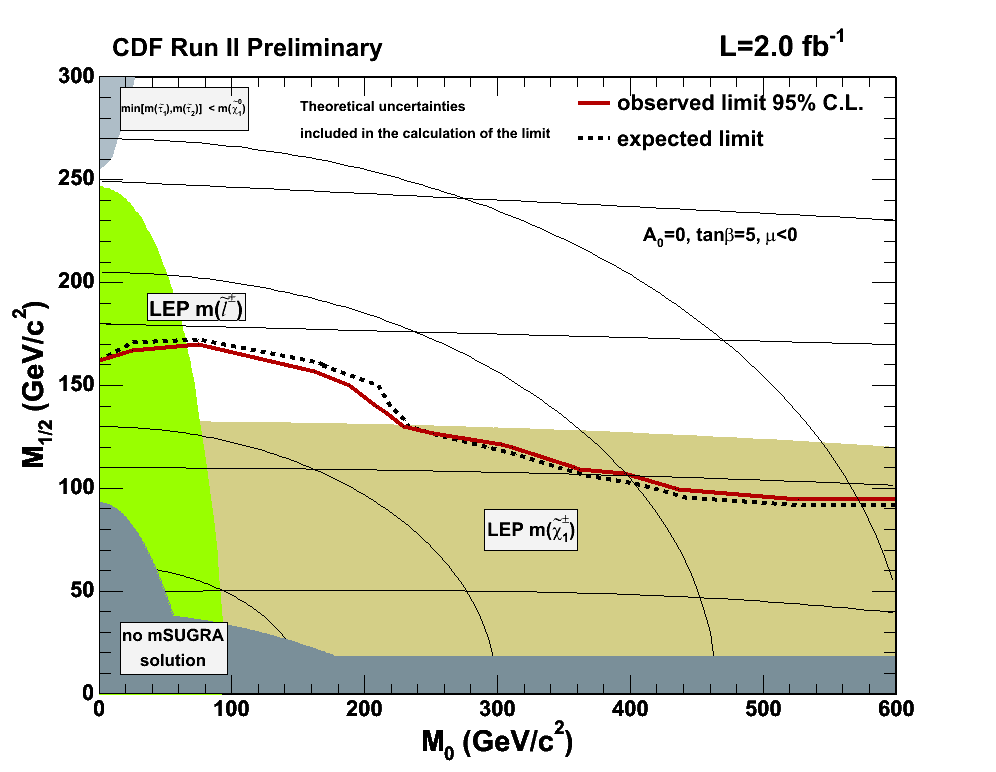 CDF Run II Preliminary
L=2.0 fb⁻¹
min[m(τ̃₁),m(τ̃₂)] < m(χ̃₁⁰)
Theoretical uncertainties
included in the calculation of the limit
observed limit 95% C.L.
expected limit
A₀=0, tanβ=5, μ<0
LEP m(l̃±)
LEP m(χ̃₁±)
no mSUGRA
solution
M₁/₂ (GeV/c²)
300
250
200
150
100
50
0
0 100 200 300 400 500 600
M₀ (GeV/c²)